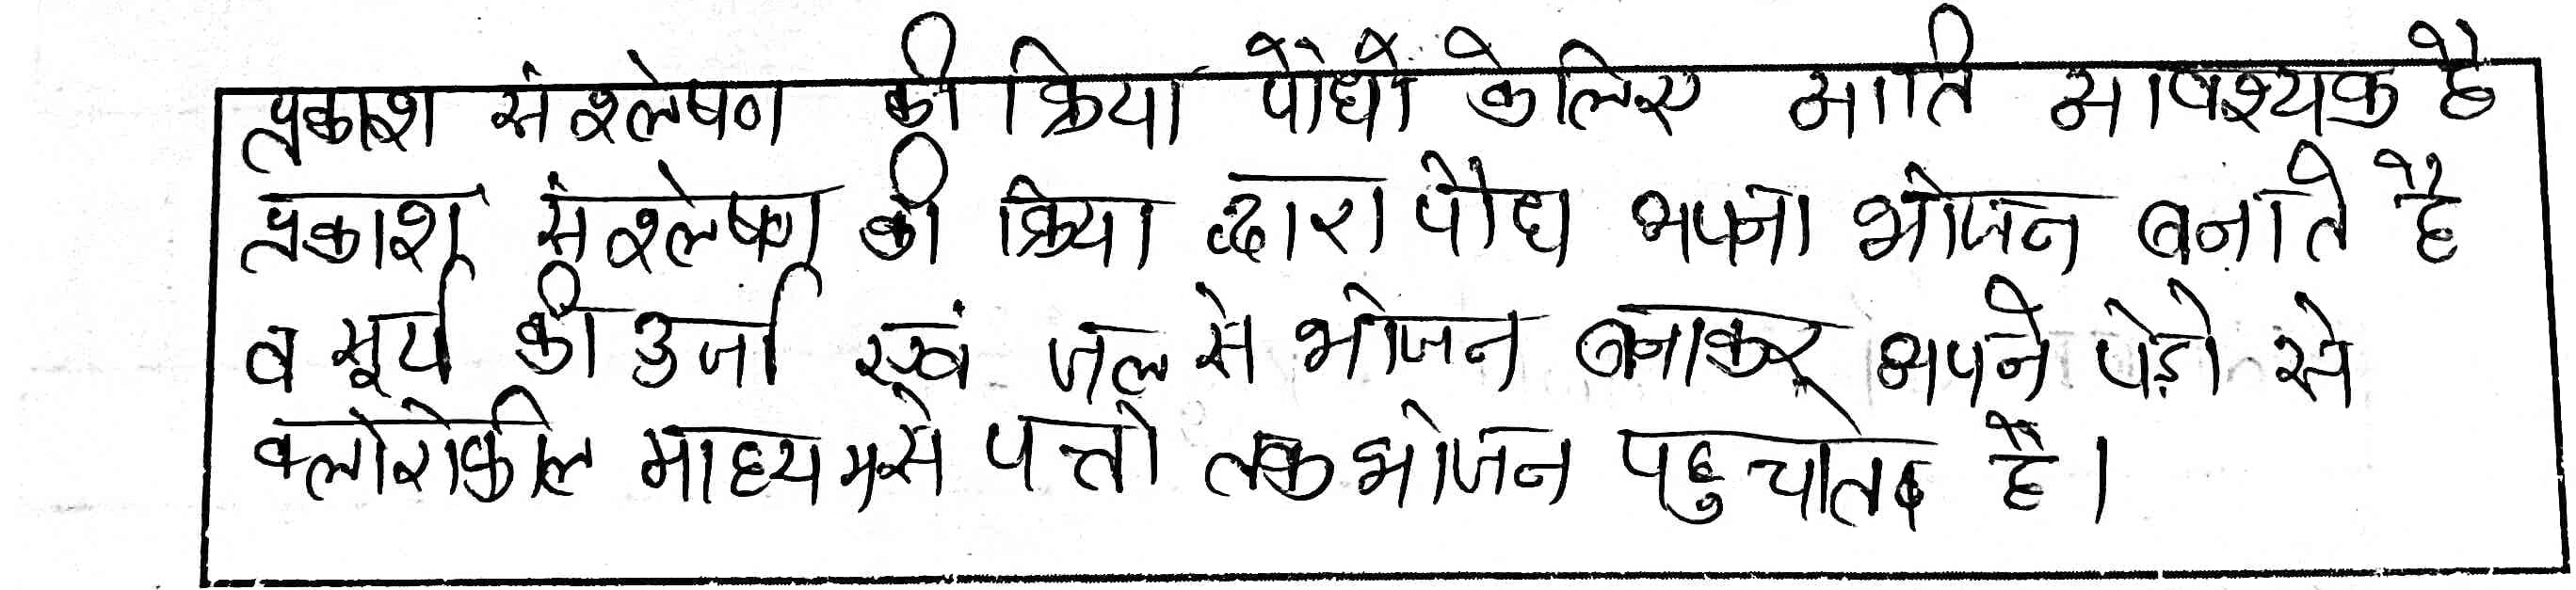 प्रकाश संश्लेषण की क्रिया पौधों के लिए अति आवश्यक है
प्रकाश संश्लेषण की क्रिया द्वारा पौध अपना भोजन बनाते है
व सूर्य की उर्जा एवं जल से भोजन बनाकर अपने पेड़ो से
क्लोरोफील माध्यम से पत्तो तक भोजन पहुचाते है।